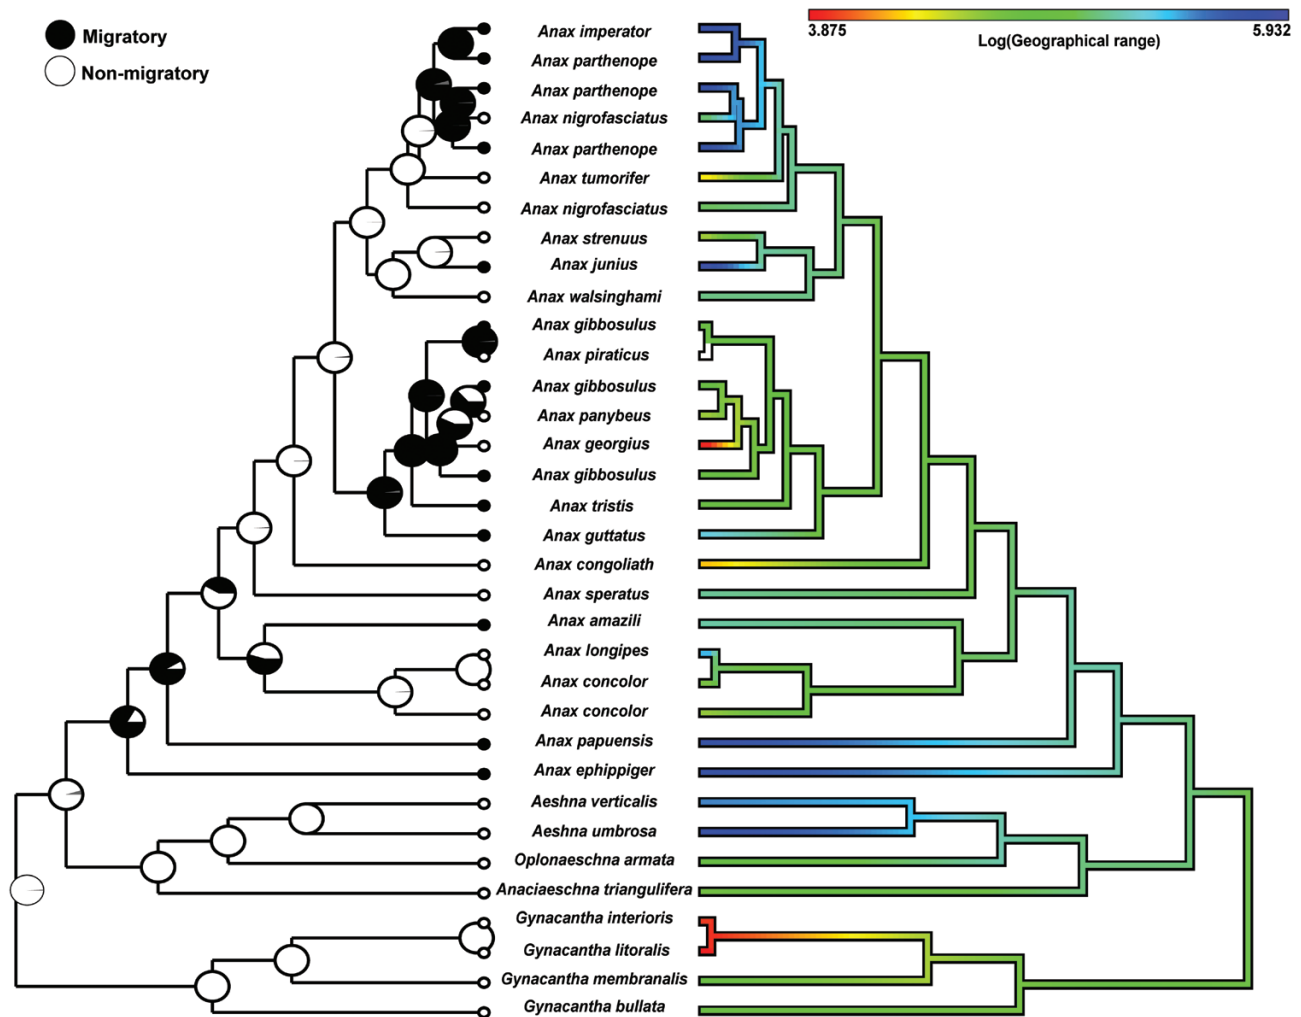 Migratory
Non-migratory
3.875
5.932
Log(Geographical range)
Anax imperator
Anax parthenope
Anax parthenope
Anax nigrofasciatus
Anax parthenope
Anax tumorifer
Anax nigrofasciatus
Anax strenuus
Anax junius
Anax walsinghami
Anax gibbosulus
Anax piraticus
Anax gibbosulus
Anax panybeus
Anax georgius
Anax gibbosulus
Anax tristis
Anax guttatus
Anax congoliath
Anax speratus
Anax amazili
Anax longipes
Anax concolor
Anax concolor
Anax papuensis
Anax ephippiger
Aeshna verticalis
Aeshna umbrosa
Oplonaeschna armata
Anaciaeschna triangulifera
Gynacantha interioris
Gynacantha litoralis
Gynacantha membranalis
Gynacantha bullata